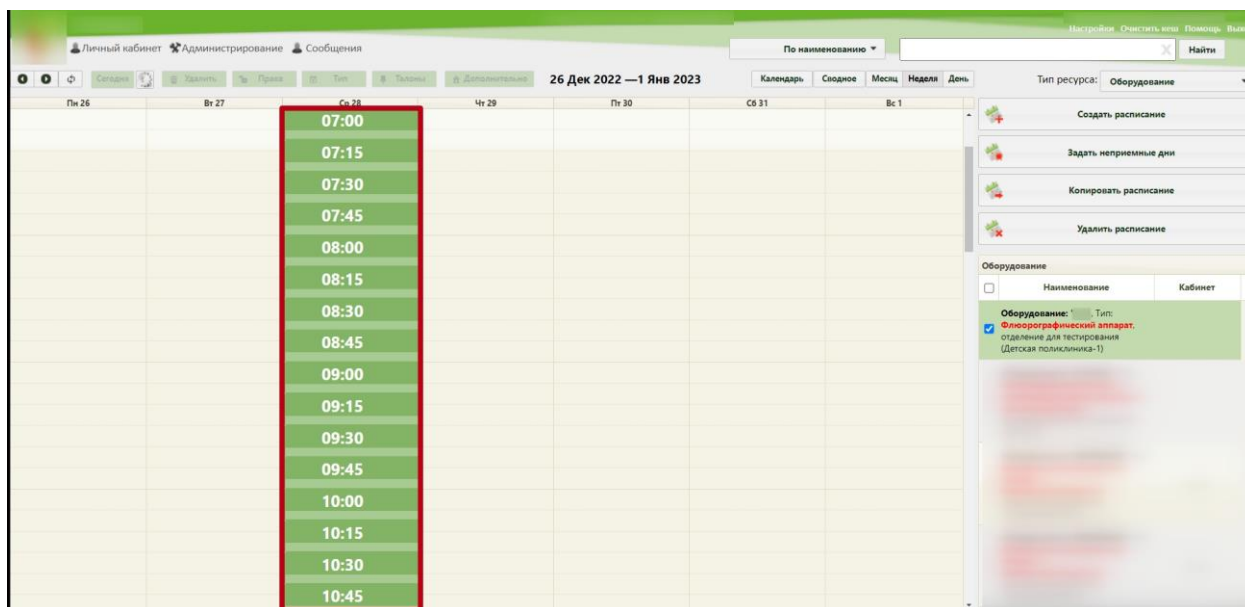 Настройки Очистить кеш Помощь
Личный кабинет Администрирование Сообщения
По наименованию
Найти
Сегодня Удалить Права Тип Талоны Дополнительно
26 Дек 2022 —1 Янв 2023
Календарь Сводное Месяц Неделя День
Тип ресурса: Оборудование
Пн 26 Вт 27 Ср 28 Чт 29 Пт 30 Сб 31 Вс 1
07:00
07:15
07:30
07:45
08:00
08:15
08:30
08:45
09:00
09:15
09:30
09:45
10:00
10:15
10:30
10:45
Создать расписание
Задать неприемные дни
Копировать расписание
Удалить расписание
Оборудование
Наименование Кабинет
Оборудование: , Тип:
Флюорографический аппарат,
отделение для тестирования
(Детская поликлиника-1)